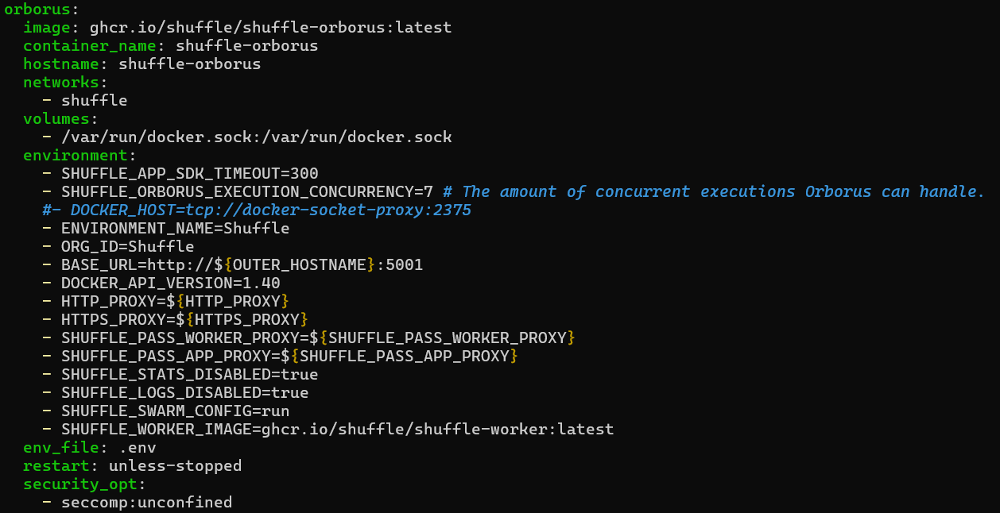 orborus:
  image: ghcr.io/shuffle/shuffle-orborus:latest
  container_name: shuffle-orborus
  hostname: shuffle-orborus
  networks:
    - shuffle
  volumes:
    - /var/run/docker.sock:/var/run/docker.sock
  environment:
    - SHUFFLE_APP_SDK_TIMEOUT=300
    - SHUFFLE_ORBORUS_EXECUTION_CONCURRENCY=7 # The amount of concurrent executions Orborus can handle.
    #- DOCKER_HOST=tcp://docker-socket-proxy:2375
    - ENVIRONMENT_NAME=Shuffle
    - ORG_ID=Shuffle
    - BASE_URL=http://${OUTER_HOSTNAME}:5001
    - DOCKER_API_VERSION=1.40
    - HTTP_PROXY=${HTTP_PROXY}
    - HTTPS_PROXY=${HTTPS_PROXY}
    - SHUFFLE_PASS_WORKER_PROXY=${SHUFFLE_PASS_WORKER_PROXY}
    - SHUFFLE_PASS_APP_PROXY=${SHUFFLE_PASS_APP_PROXY}
    - SHUFFLE_STATS_DISABLED=true
    - SHUFFLE_LOGS_DISABLED=true
    - SHUFFLE_SWARM_CONFIG=run
    - SHUFFLE_WORKER_IMAGE=ghcr.io/shuffle/shuffle-worker:latest
  env_file: .env
  restart: unless-stopped
  security_opt:
    - seccomp:unconfined